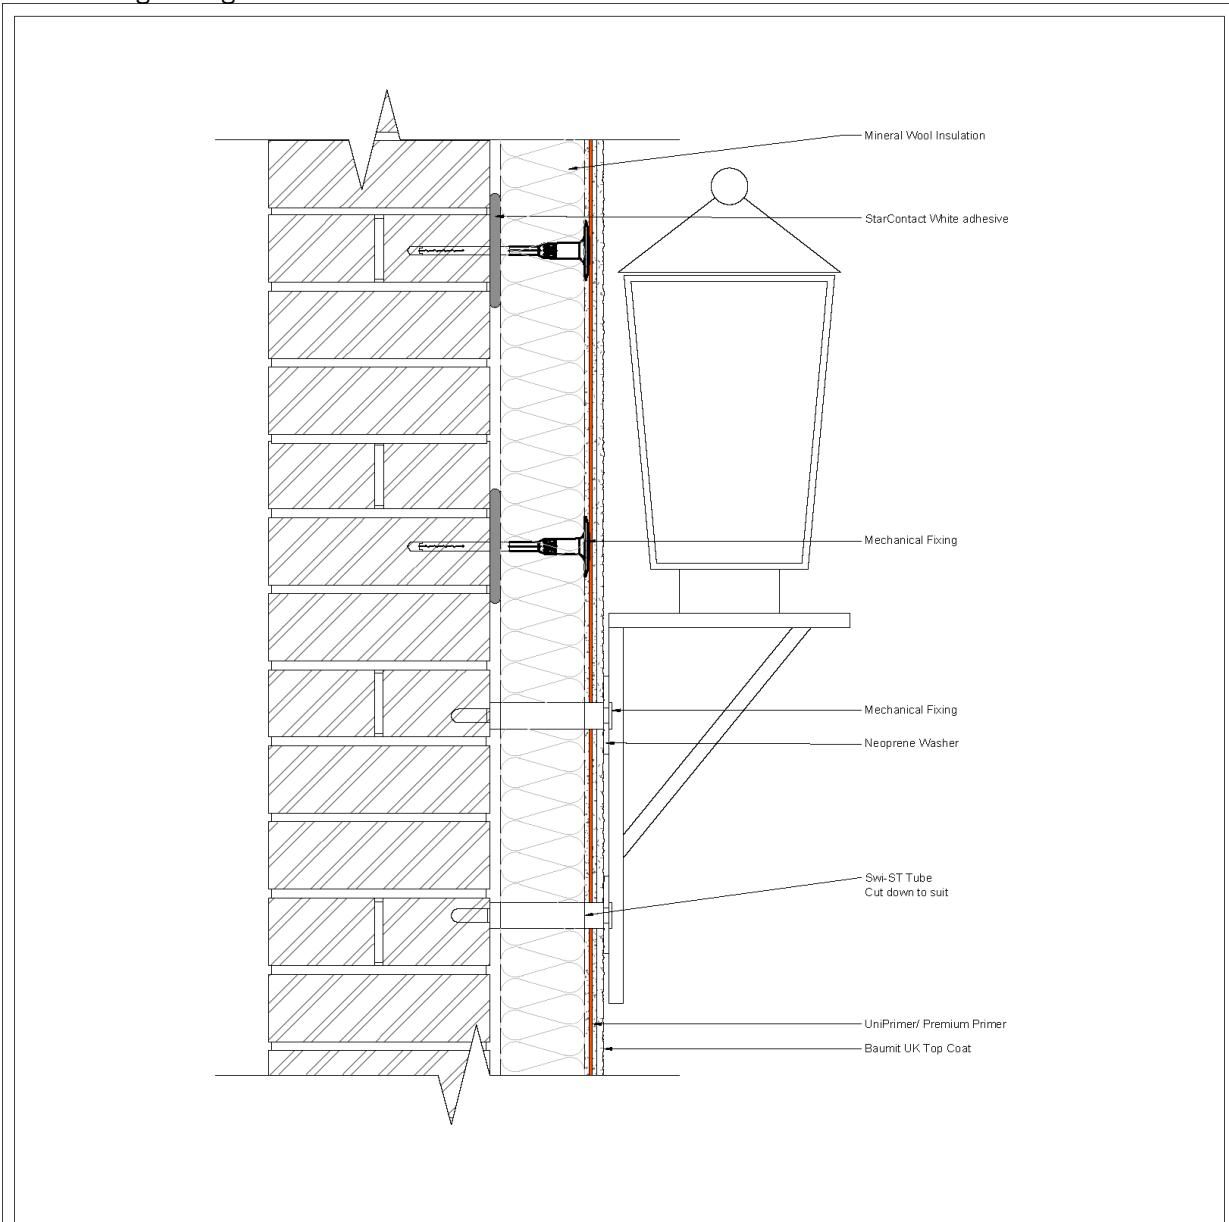 Mineral Wool Insulation
StarContact White adhesive
Mechanical Fixing
Mechanical Fixing
Neoprene Washer
Swi-ST Tube
Cut down to suit
UniPrimer/ Premium Primer
Baumit UK Top Coat